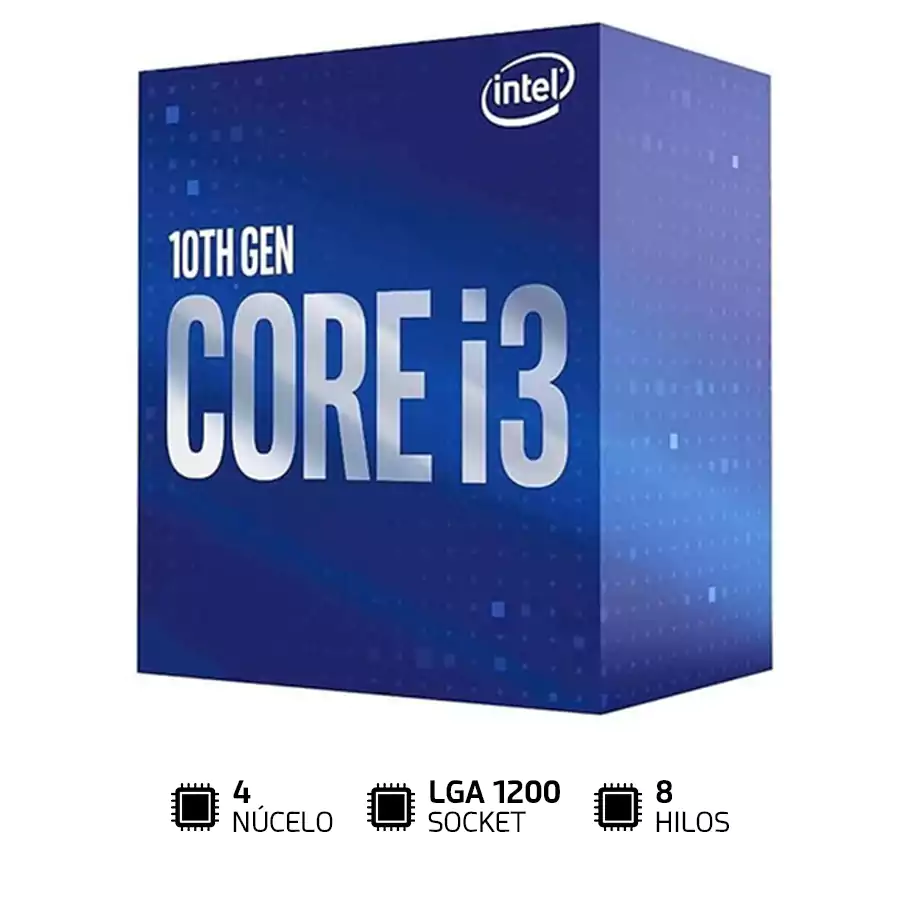 intel
10TH GEN
CORE i3
4
NÚCELO
LGA 1200
SOCKET
8
HILOS